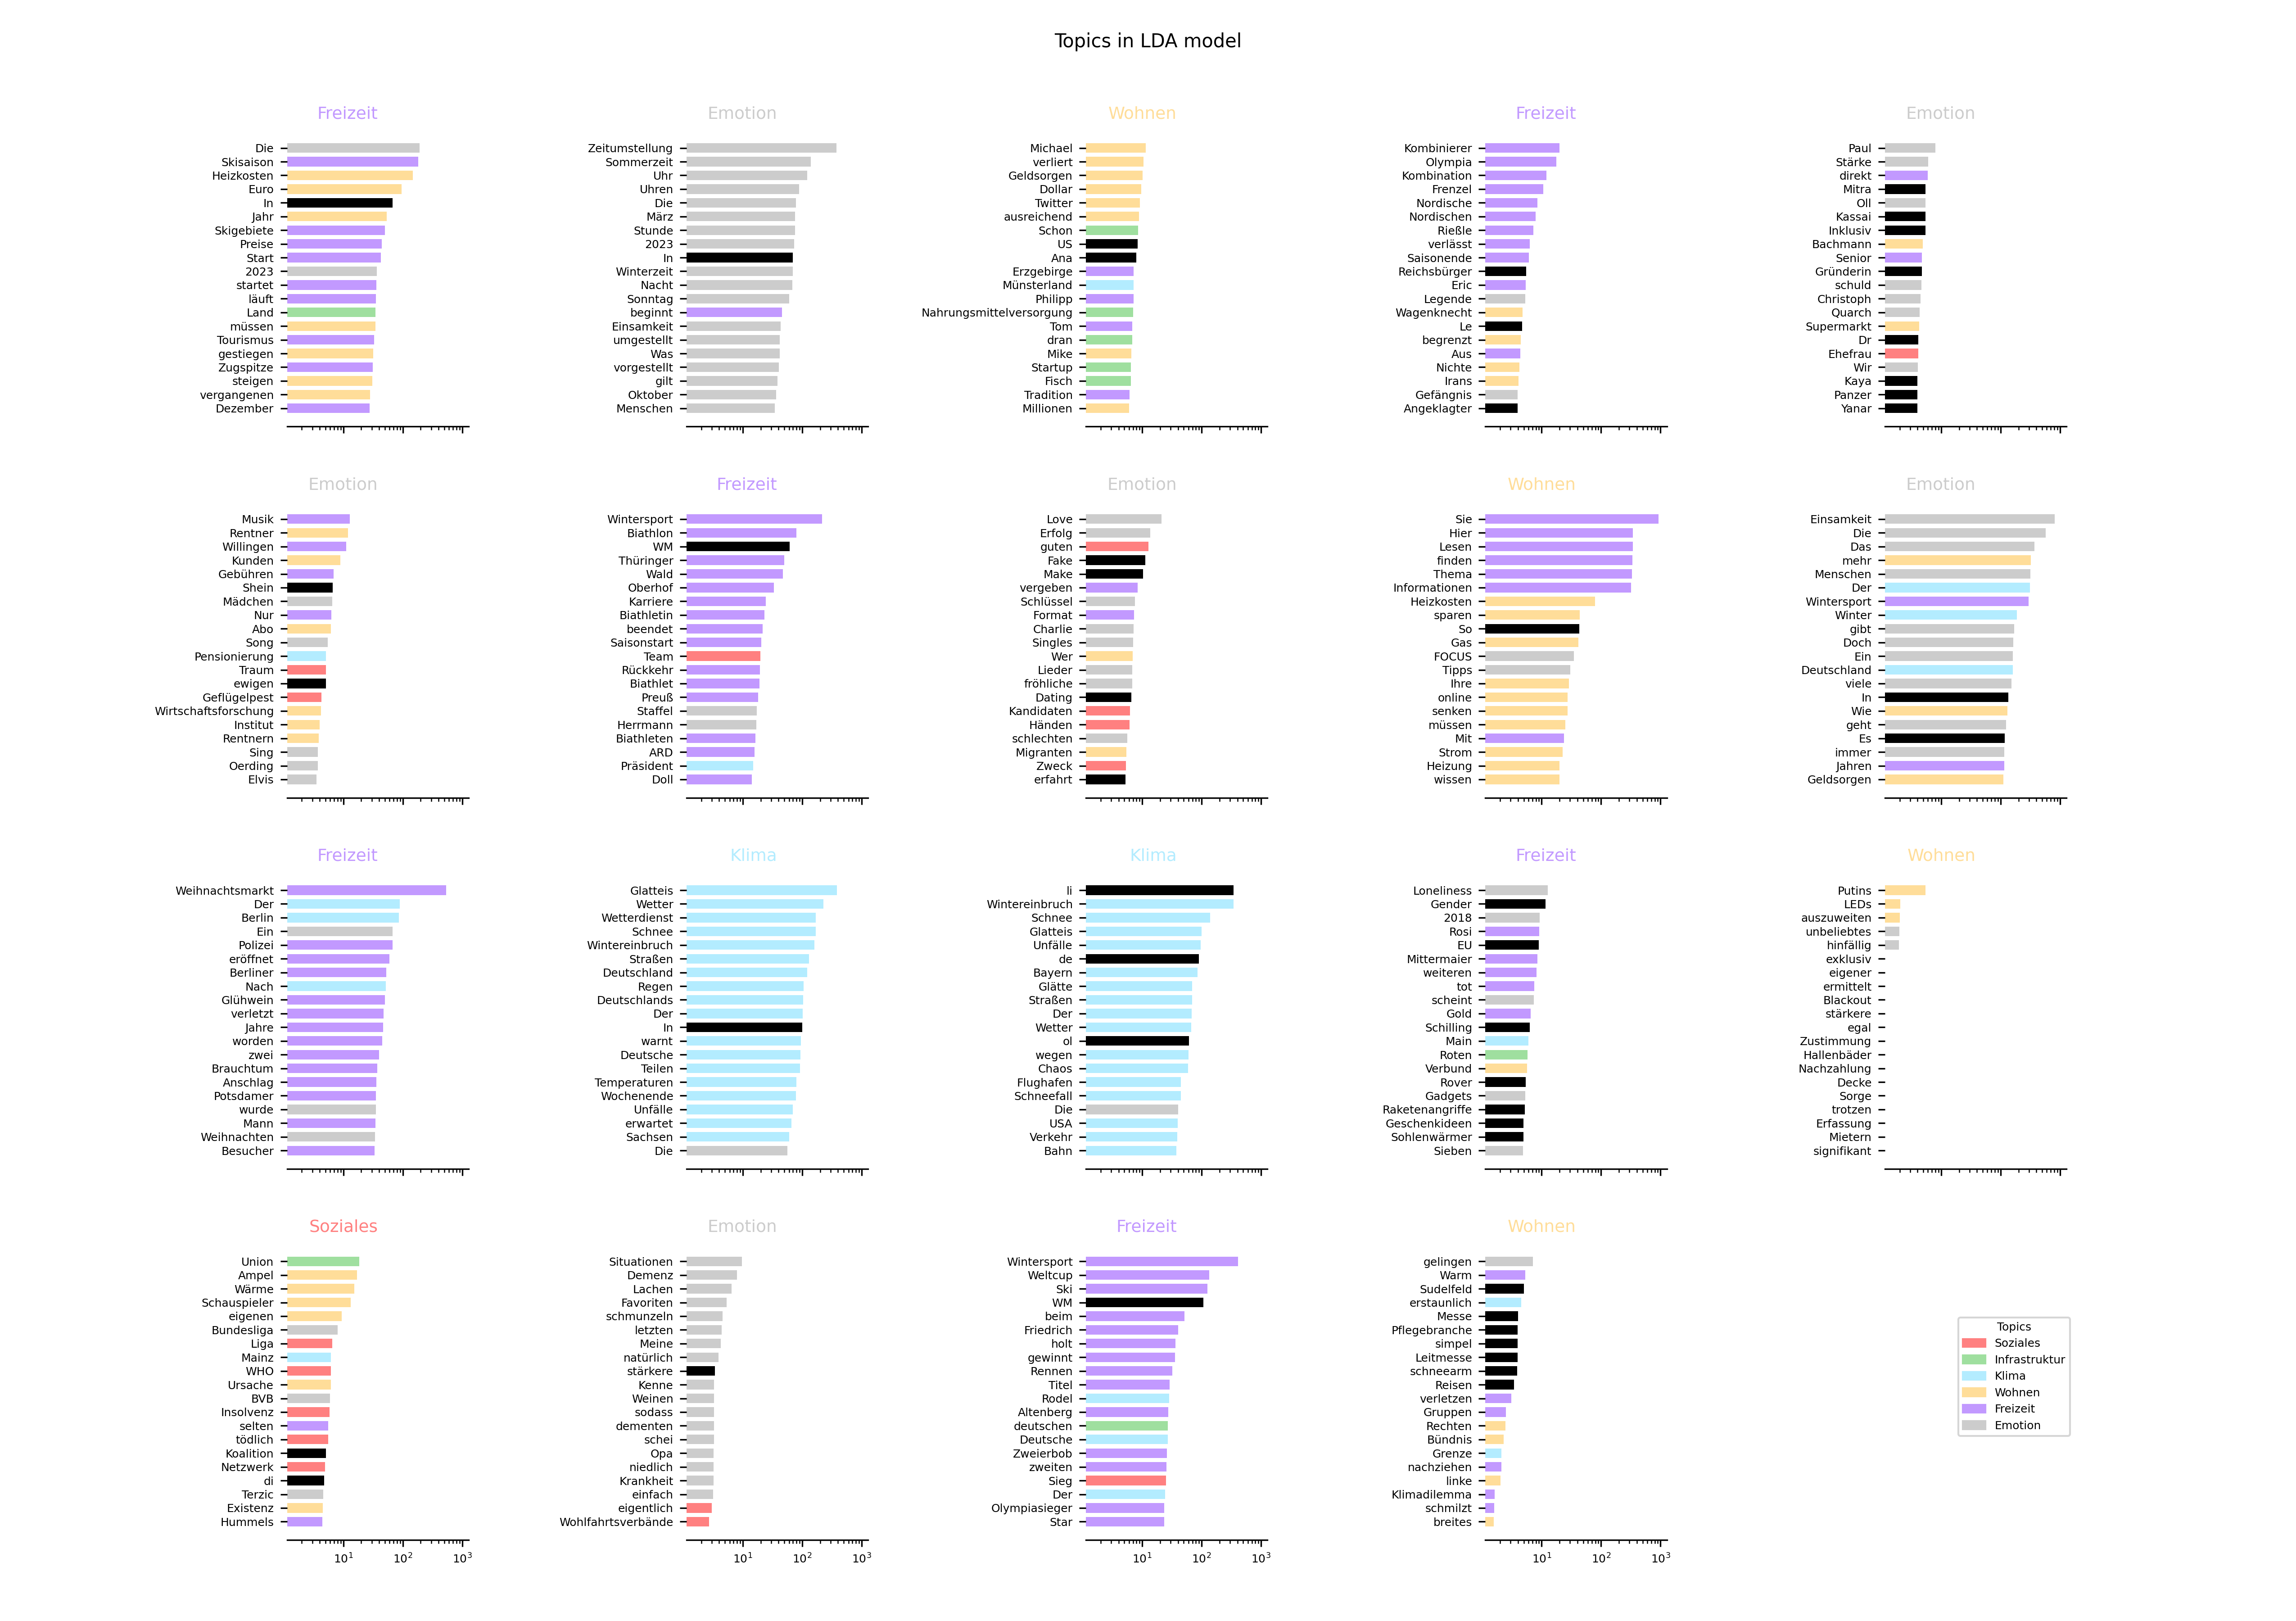 Topics in LDA model
Freizeit
Die
Skisaison
Heizkosten
Euro
In
Jahr
Skigebiete
Preise
Start
2023
startet
läuft
Land
müssen
Tourismus
gestiegen
Zugspitze
steigen
vergangenen
Dezember
Emotion
Zeitumstellung
Sommerzeit
Uhr
Uhren
Die
März
Stunde
2023
In
Winterzeit
Nacht
Sonntag
beginnt
Einsamkeit
umgestellt
Was
vorgestellt
gilt
Oktober
Menschen
Wohnen
Michael
verliert
Geldsorgen
Dollar
Twitter
ausreichend
Schon
US
Ana
Erzgebirge
Münsterland
Philipp
Nahrungsmittelversorgung
Tom
dran
Mike
Startup
Fisch
Tradition
Millionen
Freizeit
Kombinierer
Olympia
Kombination
Frenzel
Nordische
Nordischen
Rießle
verlässt
Saisonende
Reichsbürger
Eric
Legende
Wagenknecht
Le
begrenzt
Aus
Nichte
Irans
Gefängnis
Angeklagter
Emotion
Paul
Stärke
direkt
Mitra
Oll
Kassai
Inklusiv
Bachmann
Senior
Gründerin
schuld
Christoph
Quarch
Supermarkt
Dr
Ehefrau
Wir
Kaya
Panzer
Yanar
Emotion
Musik
Rentner
Willingen
Kunden
Gebühren
Shein
Mädchen
Nur
Abo
Song
Pensionierung
Traum
ewigen
Geflügelpest
Wirtschaftsforschung
Institut
Rentnern
Sing
Oerding
Elvis
Freizeit
Wintersport
Biathlon
WM
Thüringer
Wald
Oberhof
Karriere
Biathletin
beendet
Saisonstart
Team
Rückkehr
Biathlet
Preuß
Staffel
Herrmann
Biathleten
ARD
Präsident
Doll
Emotion
Love
Erfolg
guten
Fake
Make
vergeben
Schlüssel
Format
Charlie
Singles
Wer
Lieder
fröhliche
Dating
Kandidaten
Händen
schlechten
Migranten
Zweck
erfahrt
Wohnen
Sie
Hier
Lesen
finden
Thema
Informationen
Heizkosten
sparen
So
Gas
FOCUS
Tipps
Ihre
online
senken
müssen
Mit
Strom
Heizung
wissen
Emotion
Einsamkeit
Die
Das
mehr
Menschen
Der
Wintersport
Winter
gibt
Doch
Ein
Deutschland
viele
In
Wie
geht
Es
immer
Jahren
Geldsorgen
Freizeit
Weihnachtsmarkt
Der
Berlin
Ein
Polizei
eröffnet
Berliner
Nach
Glühwein
verletzt
Jahre
worden
zwei
Brauchtum
Anschlag
Potsdamer
wurde
Mann
Weihnachten
Besucher
Klima
Glatteis
Wetter
Wetterdienst
Schnee
Wintereinbruch
Straßen
Deutschland
Regen
Deutschlands
Der
In
warnt
Deutsche
Teilen
Temperaturen
Wochenende
Unfälle
erwartet
Sachsen
Die
Klima
li
Wintereinbruch
Schnee
Glatteis
Unfälle
de
Bayern
Glätte
Straßen
Der
Wetter
ol
wegen
Chaos
Flughafen
Schneefall
Die
USA
Verkehr
Bahn
Freizeit
Loneliness
Gender
2018
Rosi
EU
Mittermaier
weiteren
tot
scheint
Gold
Schilling
Main
Roten
Verbund
Rover
Gadgets
Raketenangriffe
Geschenkideen
Sohlenwärmer
Sieben
Wohnen
Putins
LEDs
auszuweiten
unbeliebtes
hinfällig
exklusiv
eigener
ermittelt
Blackout
stärkere
egal
Zustimmung
Hallenbäder
Nachzahlung
Decke
Sorge
trotzen
Erfassung
Mietern
signifikant
Soziales
Union
Ampel
Wärme
Schauspieler
eigenen
Bundesliga
Liga
Mainz
WHO
Ursache
BVB
Insolvenz
selten
tödlich
Koalition
Netzwerk
di
Terzic
Existenz
Hummels
10¹ 10² 10³
Emotion
Situationen
Demenz
Lachen
Favoriten
schmunzeln
letzten
Meine
natürlich
stärkere
Kenne
Weinen
sodass
dementen
schei
Opa
niedlich
Krankheit
einfach
eigentlich
Wohlfahrtsverbände
10¹ 10² 10³
Freizeit
Wintersport
Weltcup
Ski
WM
beim
Friedrich
holt
gewinnt
Rennen
Titel
Rodel
Altenberg
deutschen
Deutsche
Zweierbob
zweiten
Sieg
Der
Olympiasieger
Star
10¹ 10² 10³
Wohnen
gelingen
Warm
Sudelfeld
erstaunlich
Messe
Pflegebranche
simpel
Leitmesse
schneearm
Reisen
verletzen
Gruppen
Rechten
Bündnis
Grenze
nachziehen
linke
Klimadilemma
schmilzt
breites
10¹ 10² 10³
Topics
Soziales
Infrastruktur
Klima
Wohnen
Freizeit
Emotion